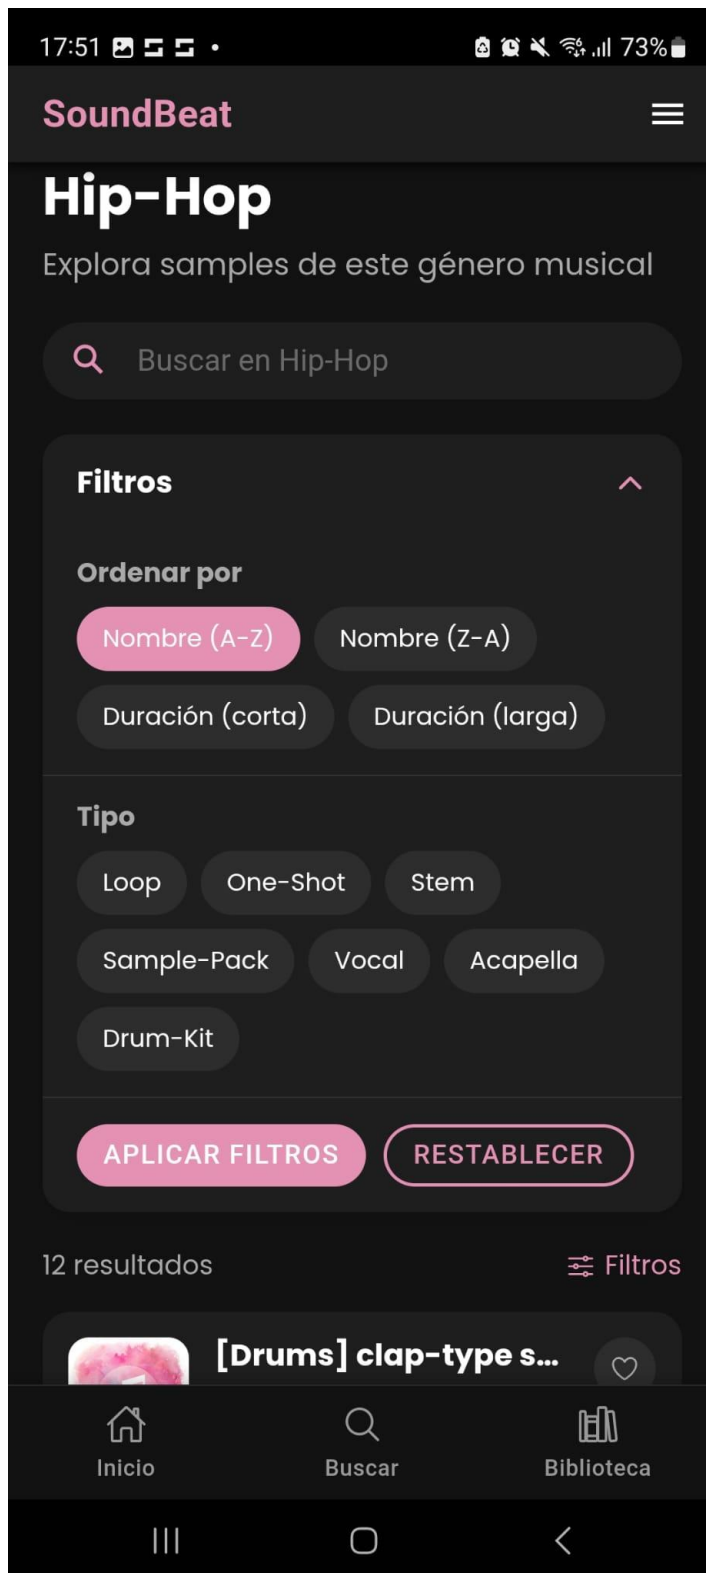 17:51
73%
SoundBeat
Hip-Hop
Explora samples de este género musical
Buscar en Hip-Hop
Filtros
Ordenar por
Nombre (A-Z) Nombre (Z-A)
Duración (corta) Duración (larga)
Tipo
Loop One-Shot Stem
Sample-Pack Vocal Acapella
Drum-Kit
APLICAR FILTROS RESTABLECER
12 resultados Filtros
[Drums] clap-type s...
Inicio Buscar Biblioteca